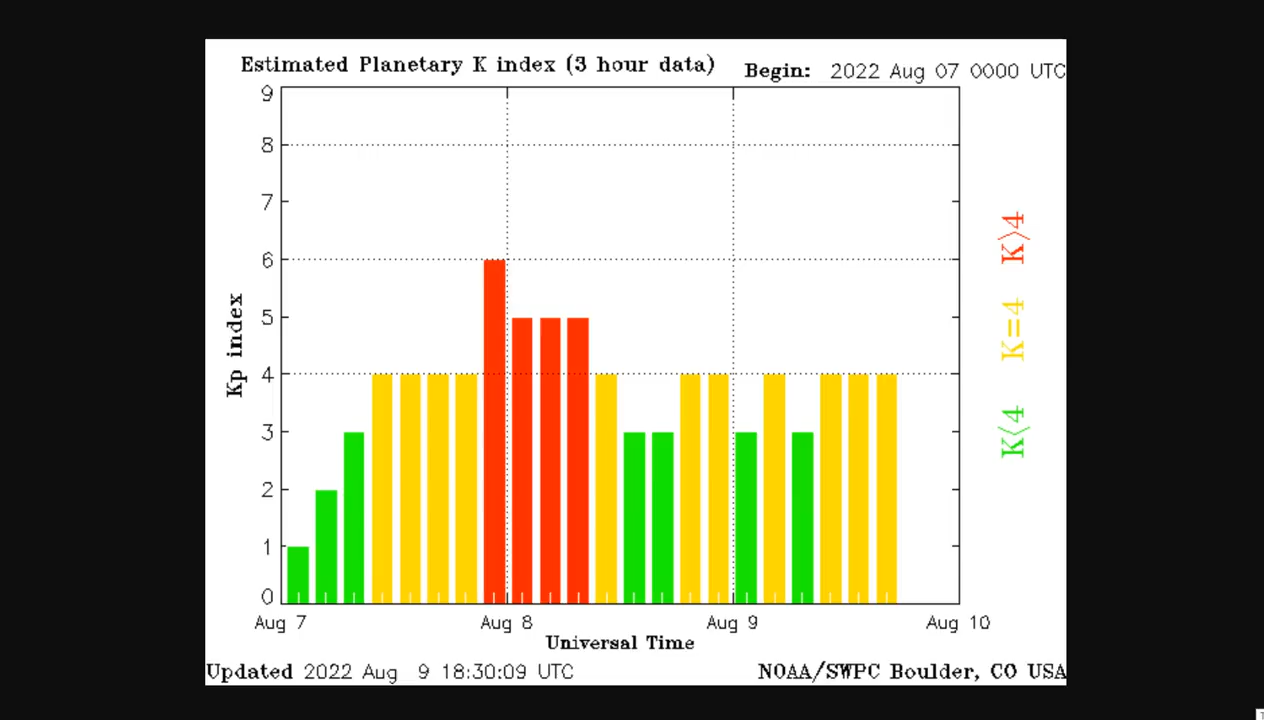 Estimated Planetary K index (3 hour data)
Begin: 2022 Aug 07 0000 UTC
9
8
7
6
5
4
3
2
1
0
Kp index
K>4
K=4
K<4
Aug 7
Aug 8
Aug 9
Aug 10
Universal Time
Updated 2022 Aug 9 18:30:09 UTC
NOAA/SWPC Boulder, CO USA